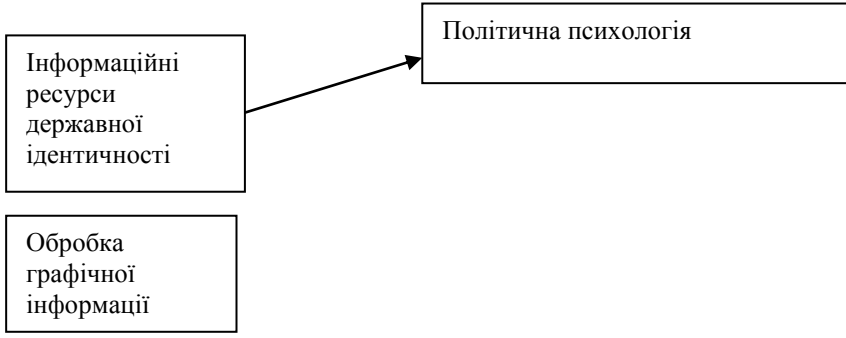 Політична психологія
Інформаційні
ресурси
державної
ідентичності
Обробка
графічної
інформації